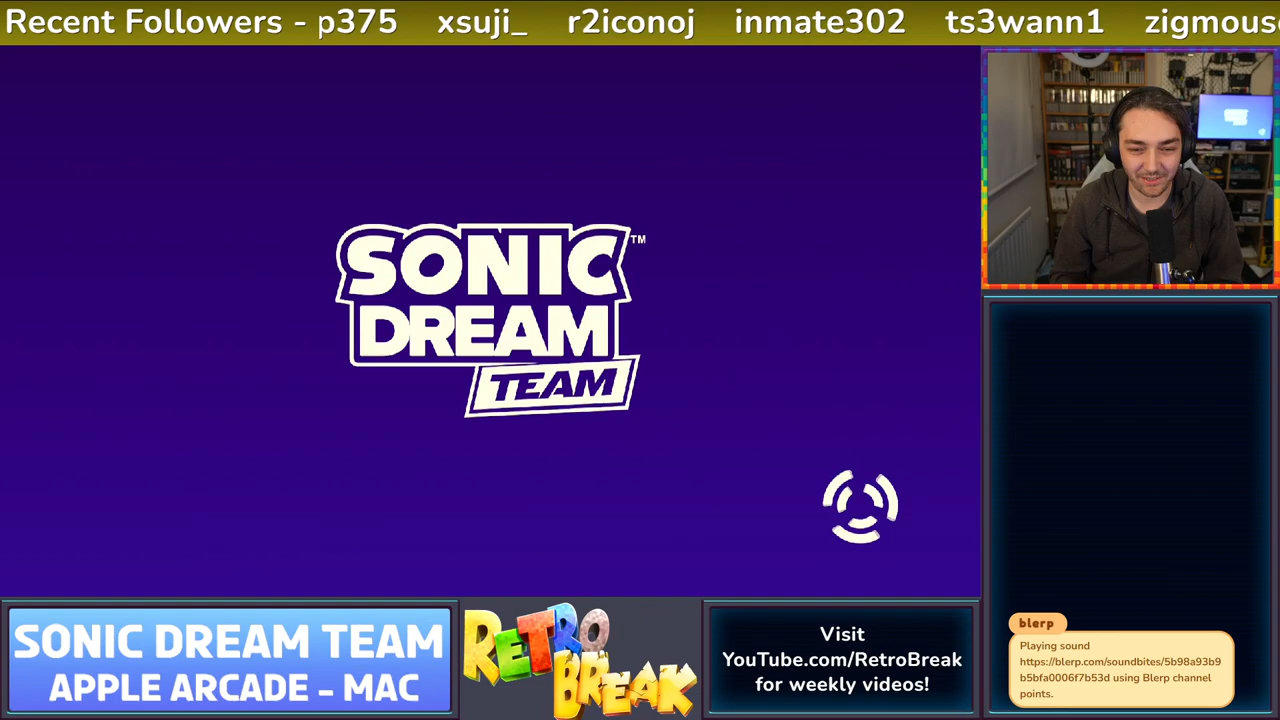 Recent Followers - p375 xsuji_ r2iconoj inmate302 ts3wann1 zigmous
SONIC™
DREAM
TEAM
SONIC DREAM TEAM
APPLE ARCADE - MAC
RETRO
BREAK
Visit
YouTube.com/RetroBreak
for weekly videos!
blerp
Playing sound
https://blerp.com/soundbites/5b98a93b9
b5bfa0006f7b53d using Blerp channel
points.